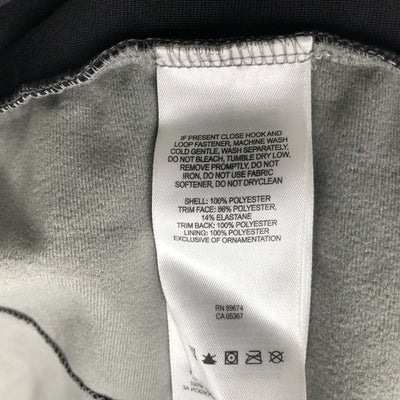 IF PRESENT CLOSE HOOK AND
LOOP FASTENER, MACHINE WASH
COLD GENTLE, WASH SEPARATELY,
DO NOT BLEACH, TUMBLE DRY LOW,
REMOVE PROMPTLY, DO NOT
IRON, DO NOT USE FABRIC
SOFTENER, DO NOT DRYCLEAN
SHELL: 100% POLYESTER
TRIM FACE: 86% POLYESTER,
14% ELASTANE
TRIM BACK: 100% POLYESTER
LINING: 100% POLYESTER
EXCLUSIVE OF ORNAMENTATION
RN 89674
CA 05367